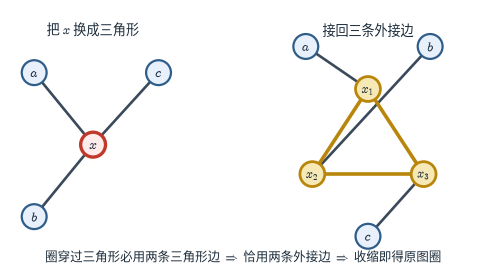 把 x 换成三角形
接回三条外接边
a
c
x
b
a
b
x₁
x₂
x₃
c
圈穿过三角形必用两条三角形边 ⇒ 恰用两条外接边 ⇒ 收缩即得原图圈